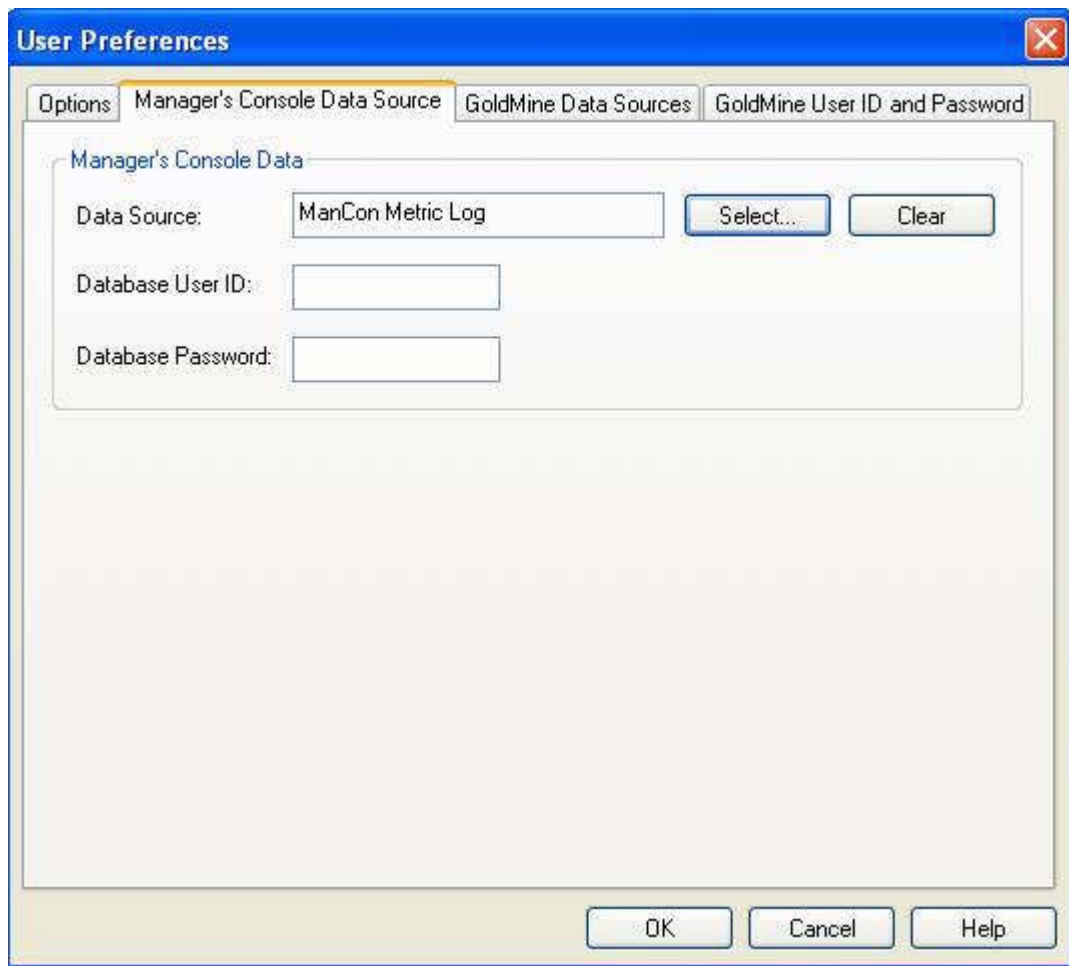 User Preferences
Options Manager's Console Data Source GoldMine Data Sources GoldMine User ID and Password
Manager's Console Data
Data Source: ManCon Metric Log Select... Clear
Database User ID:
Database Password:
OK Cancel Help